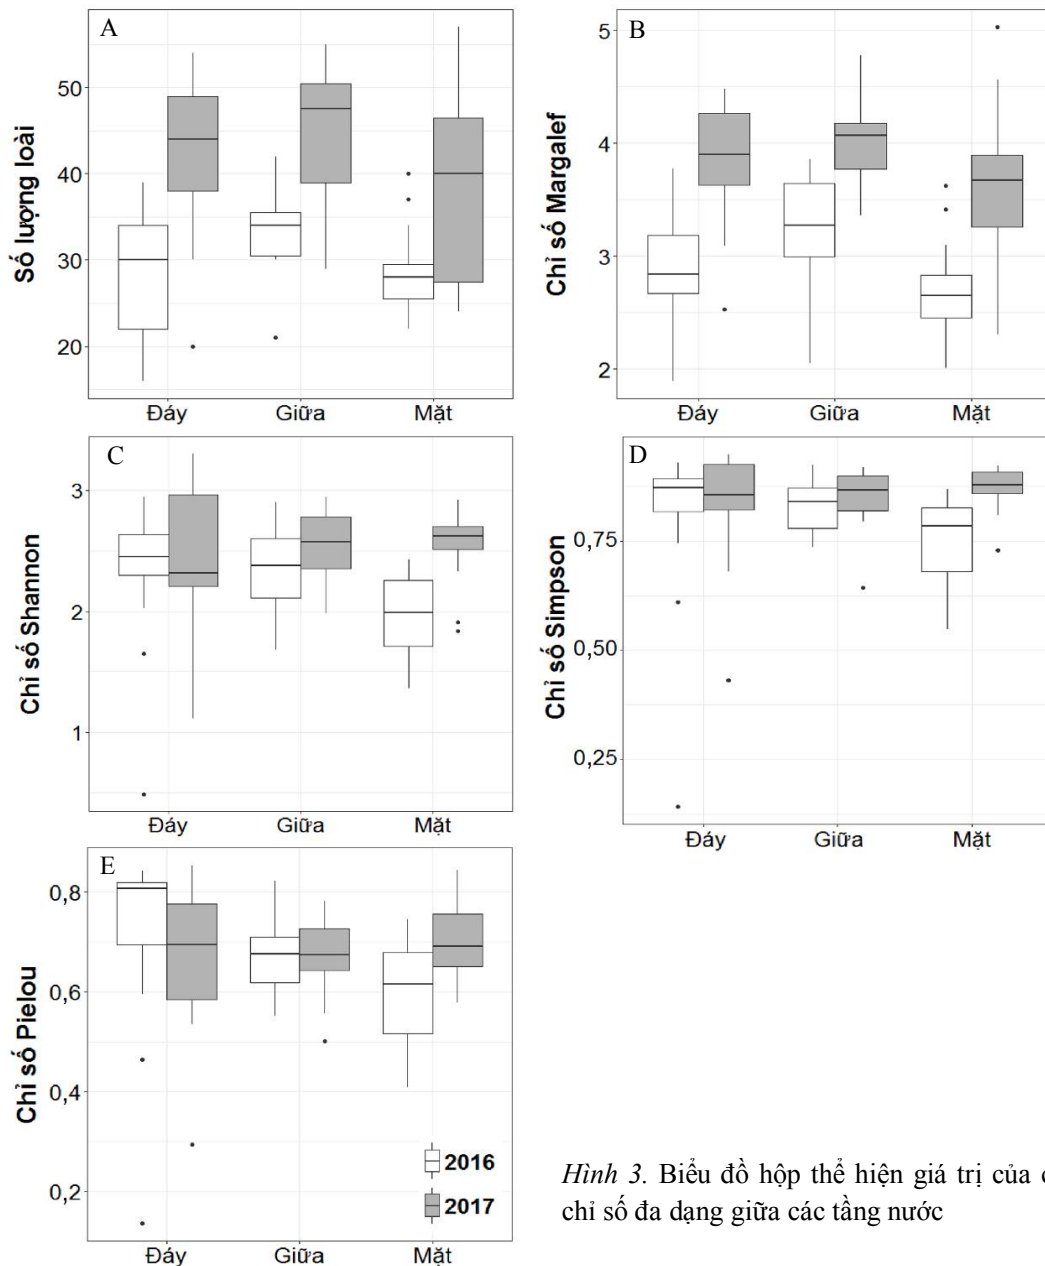 A
Số lượng loài
50
40
30
20
Đáy Giữa Mặt
B
Chỉ số Margalef
5
4
3
2
Đáy Giữa Mặt
C
Chỉ số Shannon
3
2
1
Đáy Giữa Mặt
D
Chỉ số Simpson
0,75
0,50
0,25
Đáy Giữa Mặt
E
Chỉ số Pielou
0,8
0,6
0,4
0,2
Đáy Giữa Mặt
2016
2017
Hình 3. Biểu đồ hộp thể hiện giá trị của
chỉ số đa dạng giữa các tầng nước